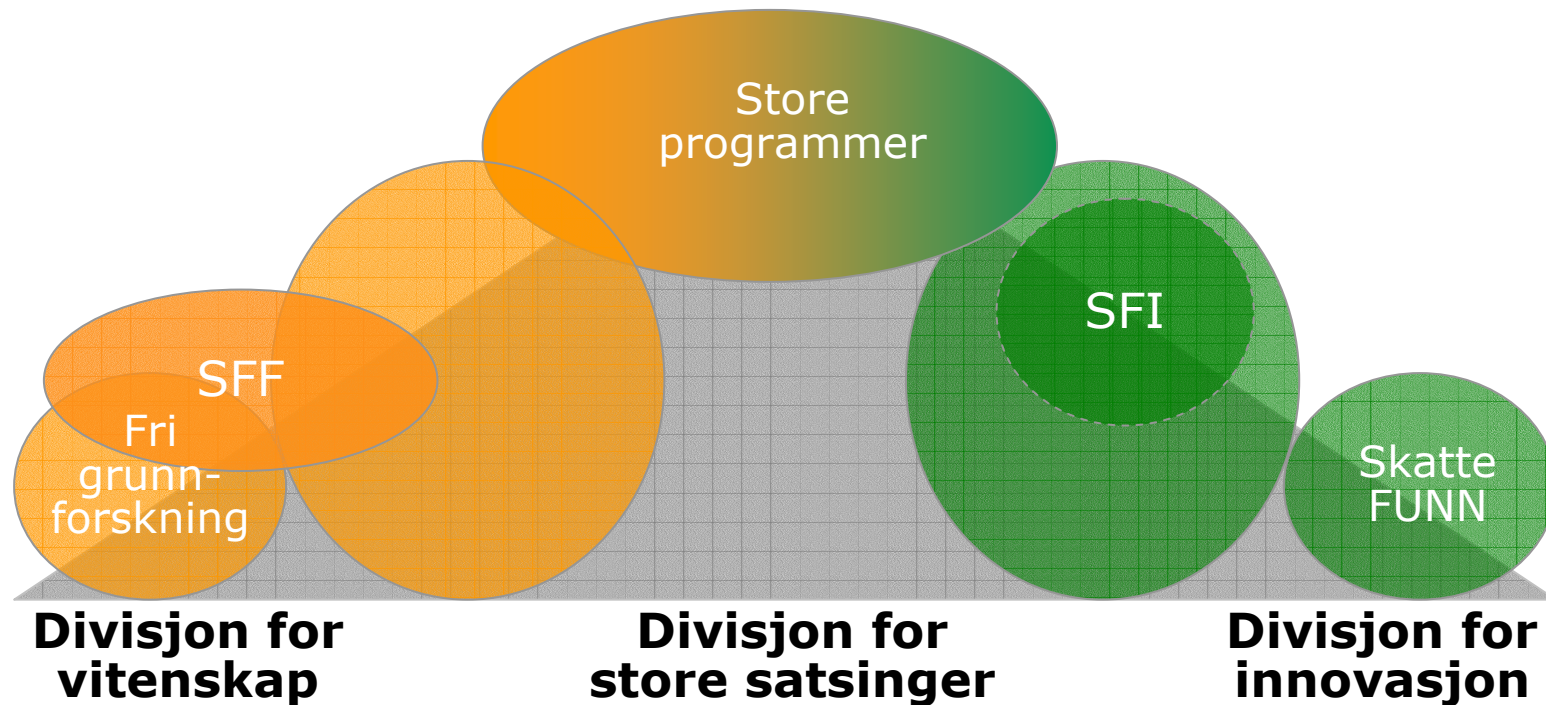 Store
programmer
SFI
SFF
Fri
grunn-
forskning
Skatte
FUNN
Divisjon for
vitenskap
Divisjon for
store satsinger
Divisjon for
innovasjon